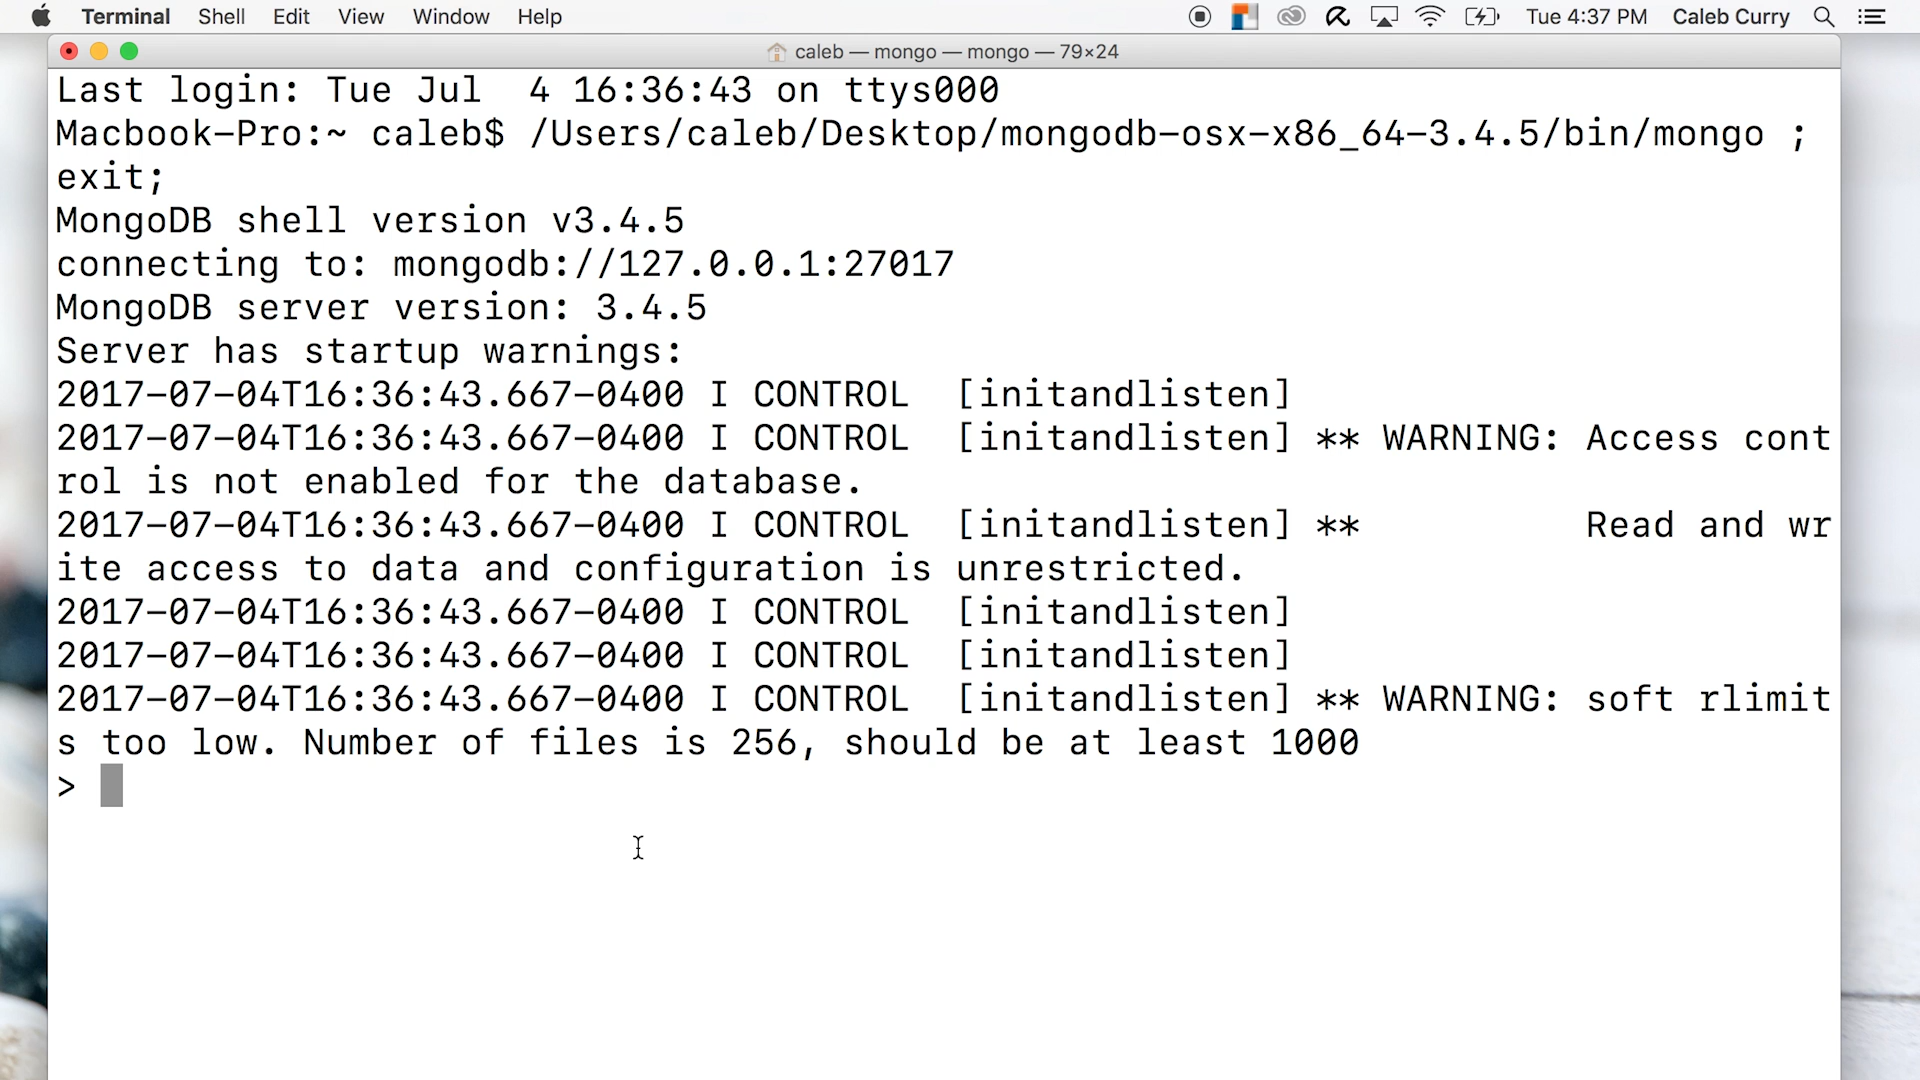 Terminal Shell Edit View Window Help Tue 4:37 PM Caleb Curry
caleb — mongo — mongo — 79×24
Last login: Tue Jul  4 16:36:43 on ttys000
Macbook-Pro:~ caleb$ /Users/caleb/Desktop/mongodb-osx-x86_64-3.4.5/bin/mongo ;
exit;
MongoDB shell version v3.4.5
connecting to: mongodb://127.0.0.1:27017
MongoDB server version: 3.4.5
Server has startup warnings:
2017-07-04T16:36:43.667-0400 I CONTROL  [initandlisten]
2017-07-04T16:36:43.667-0400 I CONTROL  [initandlisten] ** WARNING: Access cont
rol is not enabled for the database.
2017-07-04T16:36:43.667-0400 I CONTROL  [initandlisten] **          Read and wr
ite access to data and configuration is unrestricted.
2017-07-04T16:36:43.667-0400 I CONTROL  [initandlisten]
2017-07-04T16:36:43.667-0400 I CONTROL  [initandlisten]
2017-07-04T16:36:43.667-0400 I CONTROL  [initandlisten] ** WARNING: soft rlimit
s too low. Number of files is 256, should be at least 1000
>